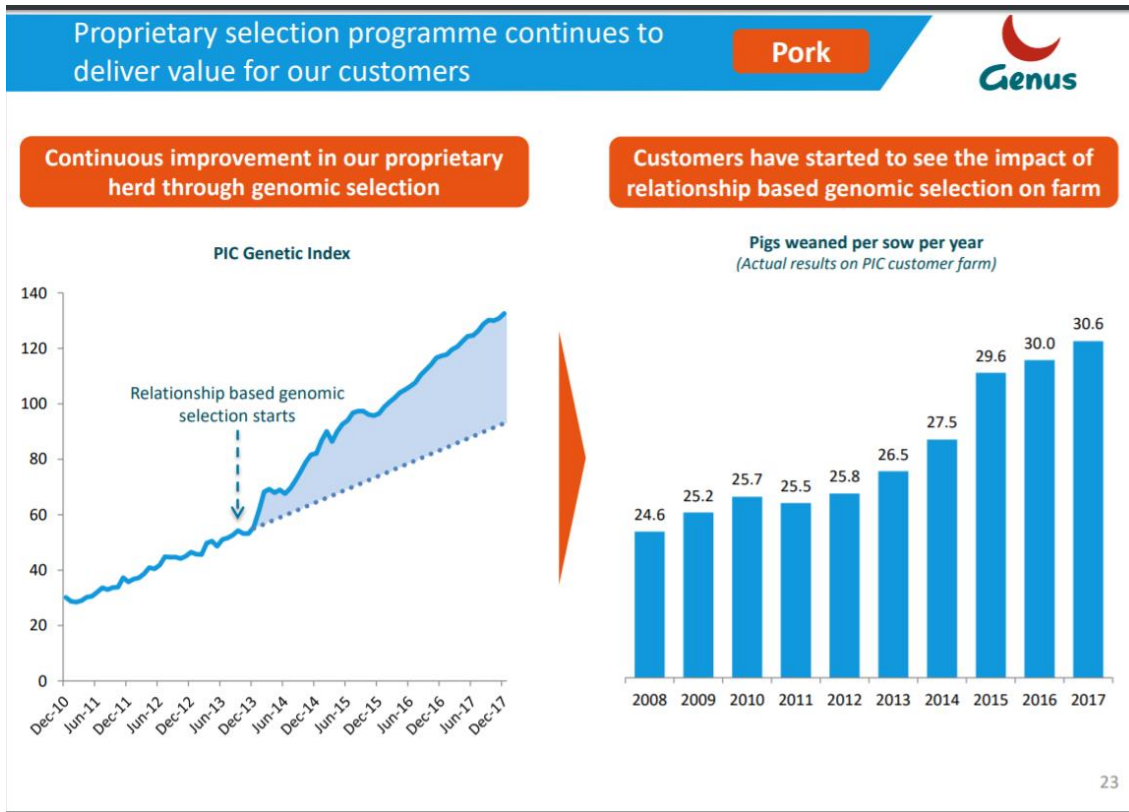 Proprietary selection programme continues to
deliver value for our customers
Pork
Genus
Continuous improvement in our proprietary
herd through genomic selection
PIC Genetic Index
140
120
100
80
60
40
20
0
Relationship based genomic
selection starts
Dec-10
Jun-11
Dec-11
Jun-12
Dec-12
Jun-13
Dec-13
Jun-14
Dec-14
Jun-15
Dec-15
Jun-16
Dec-16
Jun-17
Dec-17
Customers have started to see the impact of
relationship based genomic selection on farm
Pigs weaned per sow per year
(Actual results on PIC customer farm)
24.6
25.2
25.7
25.5
25.8
26.5
27.5
29.6
30.0
30.6
2008 2009 2010 2011 2012 2013 2014 2015 2016 2017
23